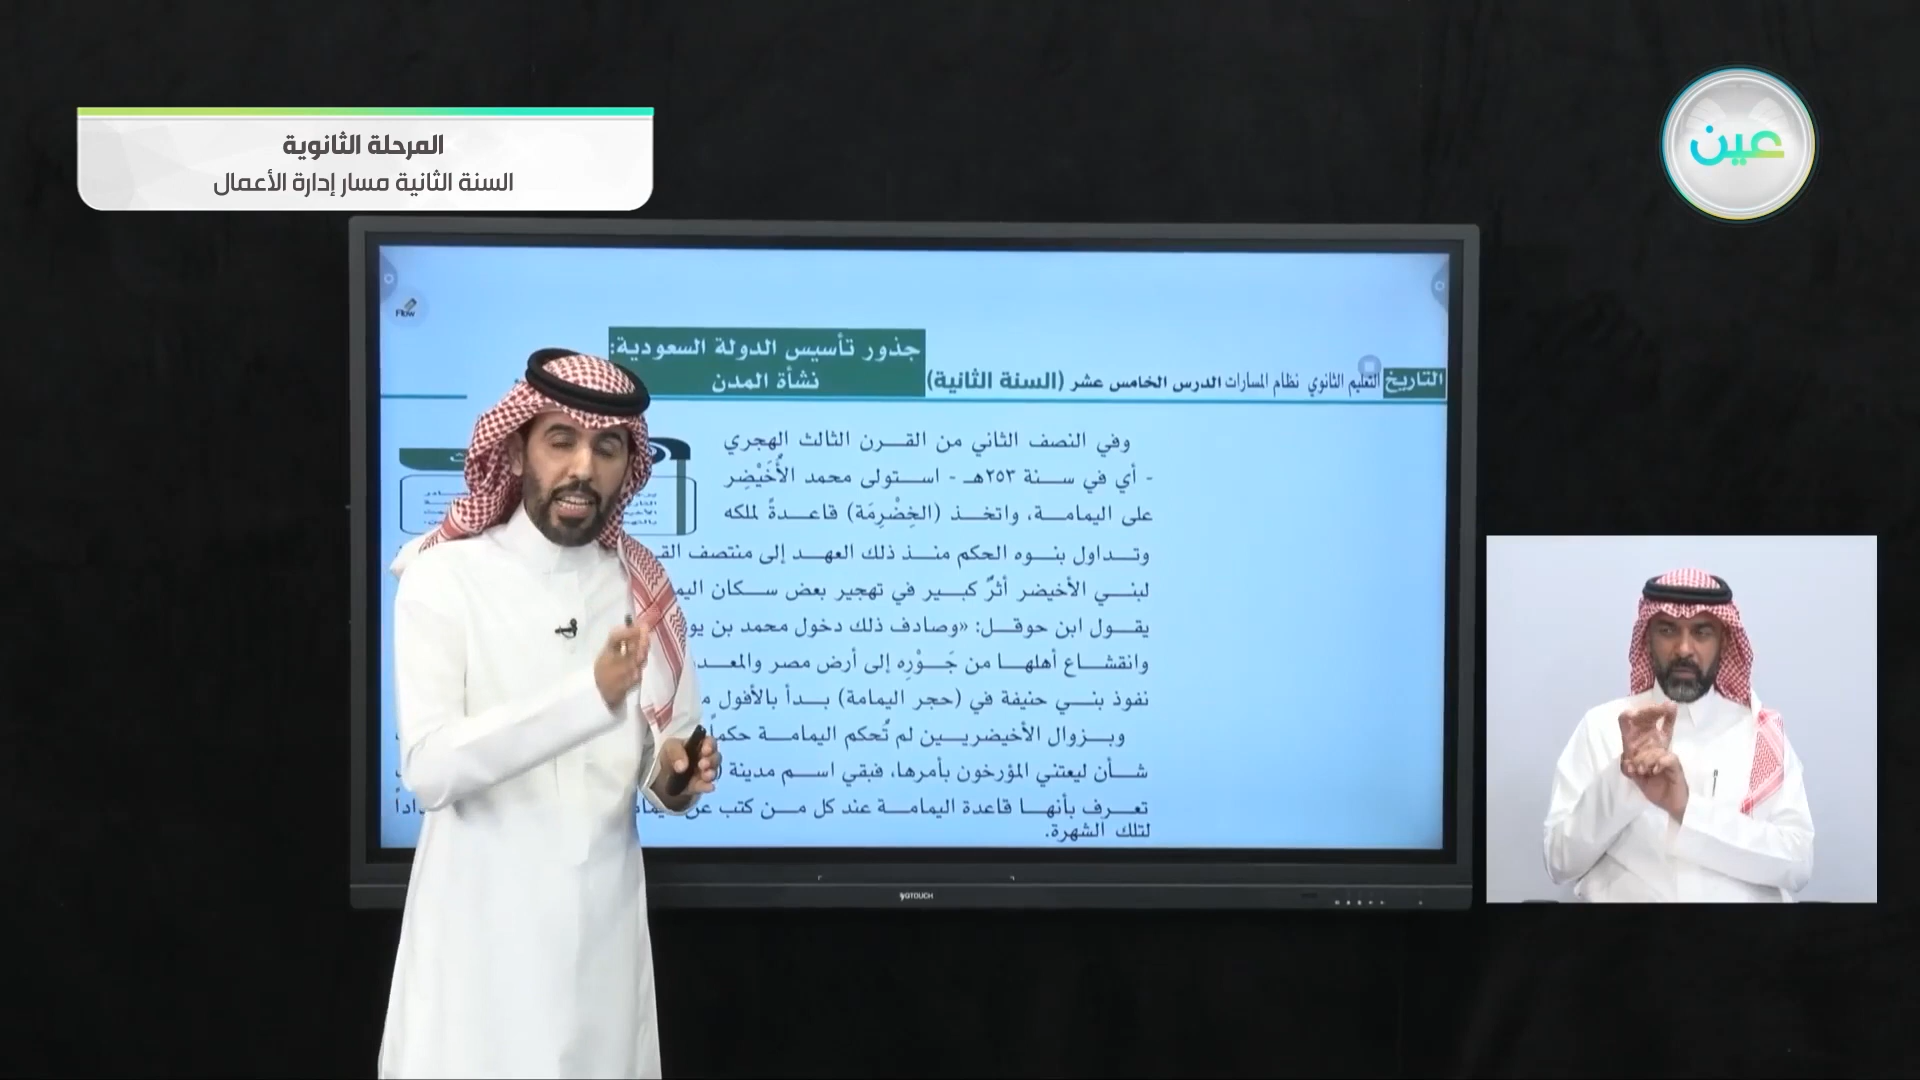 المرحلة الثانوية
السنة الثانية مسار إدارة الأعمال
عين
Flow
جذور تأسيس الدولة السعودية:
نشأة المدن
التاريخ التعليم الثانوي نظام المسارات الدرس الخامس عشر (السنة الثانية)
وفي النصف الثاني من القرن الثالث الهجري
- أي في سنة ٢٥٣هـ - استولى محمد الأُخَيْضِر
على اليمامة، واتخذ (الخِضْرِمَة) قاعدةً لملكه
وتداول بنوه الحكم منذ ذلك العهد إلى منتصف
لبني الأخيضر أثرٌ كبير في تهجير بعض سكان
يقول ابن حوقل: «وصادف ذلك دخول محمد بن
وانقشاع أهلها من جَوْرِه إلى أرض مصر
نفوذ بني حنيفة في (حجر اليمامة) بدأ بالأفول
وبزوال الأخيضريين لم تُحكم اليمامة حكماً
شأن ليعتني المؤرخون بأمرها، فبقي اسم مدينة
تعرف بأنها قاعدة اليمامة عند كل من كتب عن
لتلك الشهرة.
TOUCH